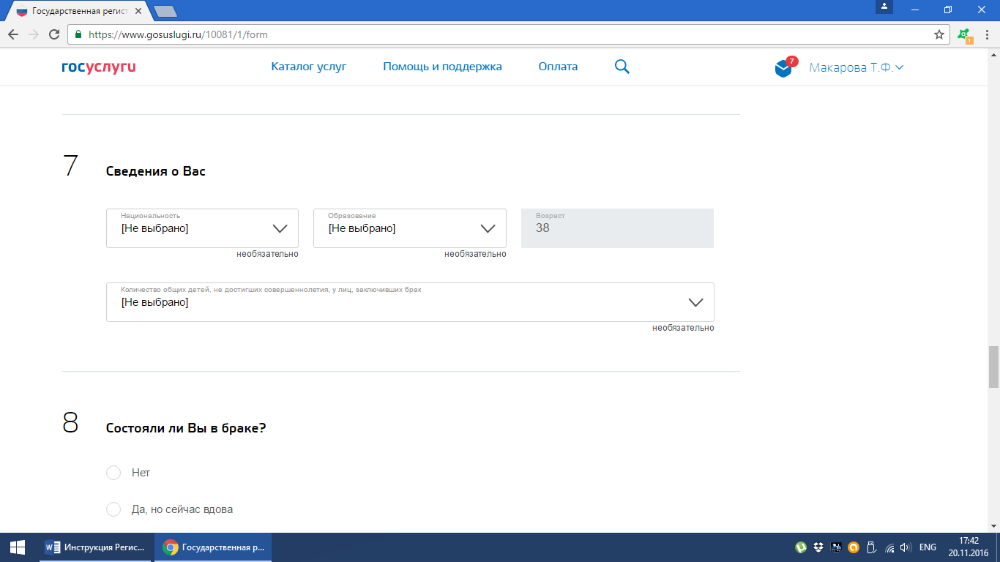 Государственная регист
https://www.gosuslugi.ru/10081/1/form
1
госуслуги
Каталог услуг
Помощь и поддержка
Оплата
7
Макарова Т.Ф.
7
Сведения о Вас
Национальность
[Не выбрано]
необязательно
Образование
[Не выбрано]
необязательно
Возраст
38
Количество общих детей, не достигших совершеннолетия, у лиц, заключивших брак
[Не выбрано]
необязательно
8
Состояли ли Вы в браке?
Нет
Да, но сейчас вдова
Инструкция Регис...
Государственная р...
ENG
17:42
20.11.2016